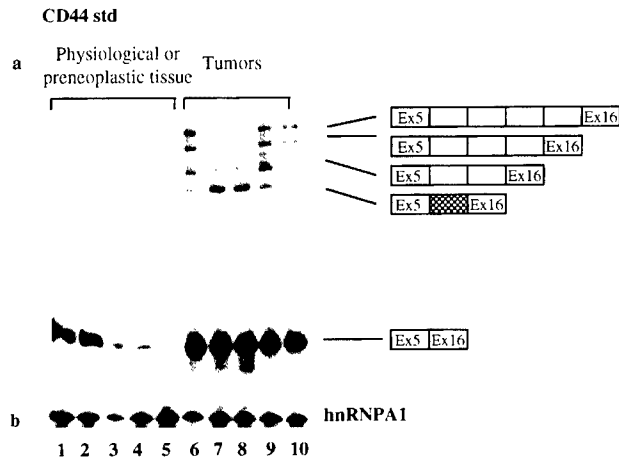 CD44 std
a
Physiological or
preneoplastic tissue
Tumors
Ex5 Ex16
Ex5 Ex16
Ex5 Ex16
Ex5 Ex16
Ex5 Ex16
b
hnRNPA1
1 2 3 4 5 6 7 8 9 10